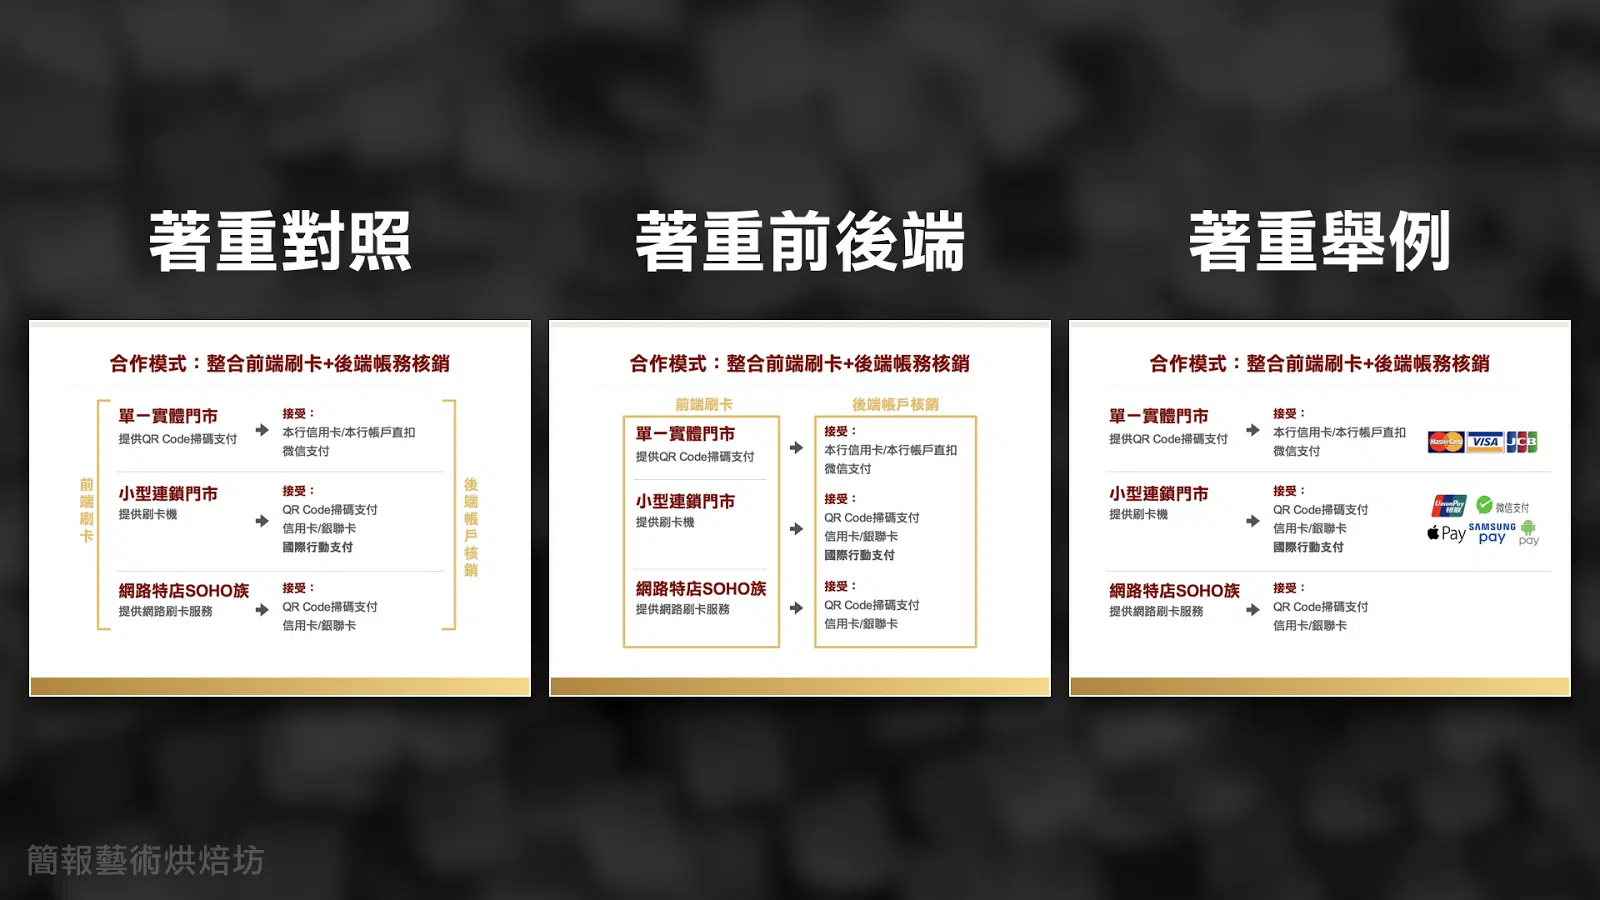 著重對照
合作模式：整合前端刷卡+後端帳務核銷
前端刷卡
單一實體門市
提供QR Code掃碼支付
接受：
本行信用卡/本行帳戶直扣
微信支付
小型連鎖門市
提供刷卡機
接受：
QR Code掃碼支付
信用卡/銀聯卡
國際行動支付
網路特店SOHO族
提供網路刷卡服務
接受：
QR Code掃碼支付
信用卡/銀聯卡
後端帳戶核銷
著重前後端
合作模式：整合前端刷卡+後端帳務核銷
前端刷卡
後端帳戶核銷
單一實體門市
提供QR Code掃碼支付
接受：
本行信用卡/本行帳戶直扣
微信支付
小型連鎖門市
提供刷卡機
接受：
QR Code掃碼支付
信用卡/銀聯卡
國際行動支付
網路特店SOHO族
提供網路刷卡服務
接受：
QR Code掃碼支付
信用卡/銀聯卡
著重舉例
合作模式：整合前端刷卡+後端帳務核銷
單一實體門市
提供QR Code掃碼支付
接受：
本行信用卡/本行帳戶直扣
微信支付
MasterCard VISA JCB
小型連鎖門市
提供刷卡機
接受：
QR Code掃碼支付
信用卡/銀聯卡
國際行動支付
UnionPay 银联 微信支付
Pay SAMSUNG pay pay
網路特店SOHO族
提供網路刷卡服務
接受：
QR Code掃碼支付
信用卡/銀聯卡
簡報藝術烘焙坊